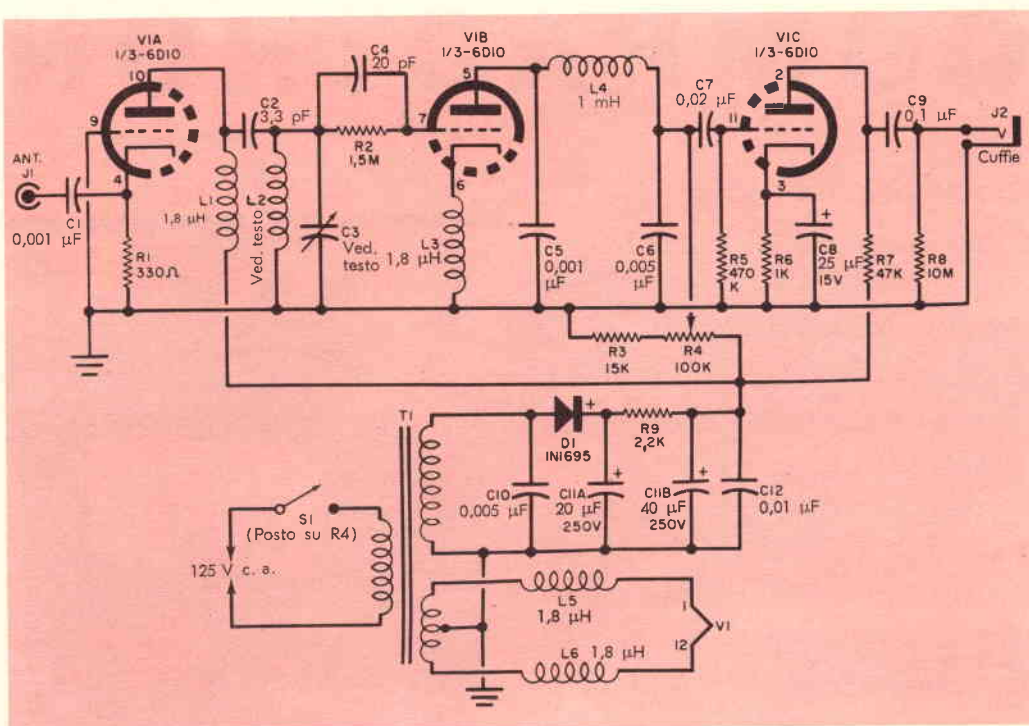 V1A
1/3-6D10
10
9
4
ANT.
J1
C1
0,001 µF
R1
330Ω
L1
1,8 µH
C2
3,3 pF
L2
Ved. testo
C4
20 pF
R2
1,5M
C3
Ved.
testo
V1B
1/3-6D10
5
7
6
L3
1,8 µH
L4
1 mH
C5
0,001
µF
C6
0,005
µF
C7
0,02 µF
V1C
1/3-6D10
2
11
3
R5
470
K
R6
1K
C8
25 µF
15V
+
R7
47K
C9
0,1 µF
R8
10M
J2
Cuffie
R3
15K
R4
100K
T1
D1
1N1695
+
R9
2,2K
C10
0,005 µF
C11A
20 µF
250V
+
C11B
40 µF
250V
+
C12
0,01 µF
S1
(Posto su R4)
125 V c. a.
L5
1,8 µH
L6 1,8 µH
1
12
V1